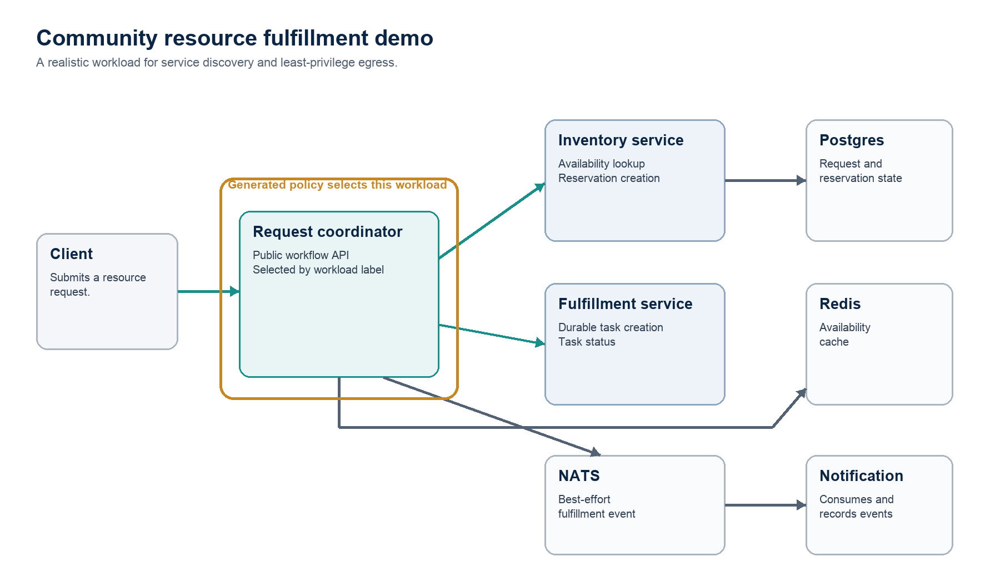 Community resource fulfillment demo
A realistic workload for service discovery and least-privilege egress.
Generated policy selects this workload
Client
Submits a resource
request.
Request coordinator
Public workflow API
Selected by workload label
Inventory service
Availability lookup
Reservation creation
Postgres
Request and
reservation state
Fulfillment service
Durable task creation
Task status
Redis
Availability
cache
NATS
Best-effort
fulfillment event
Notification
Consumes and
records events